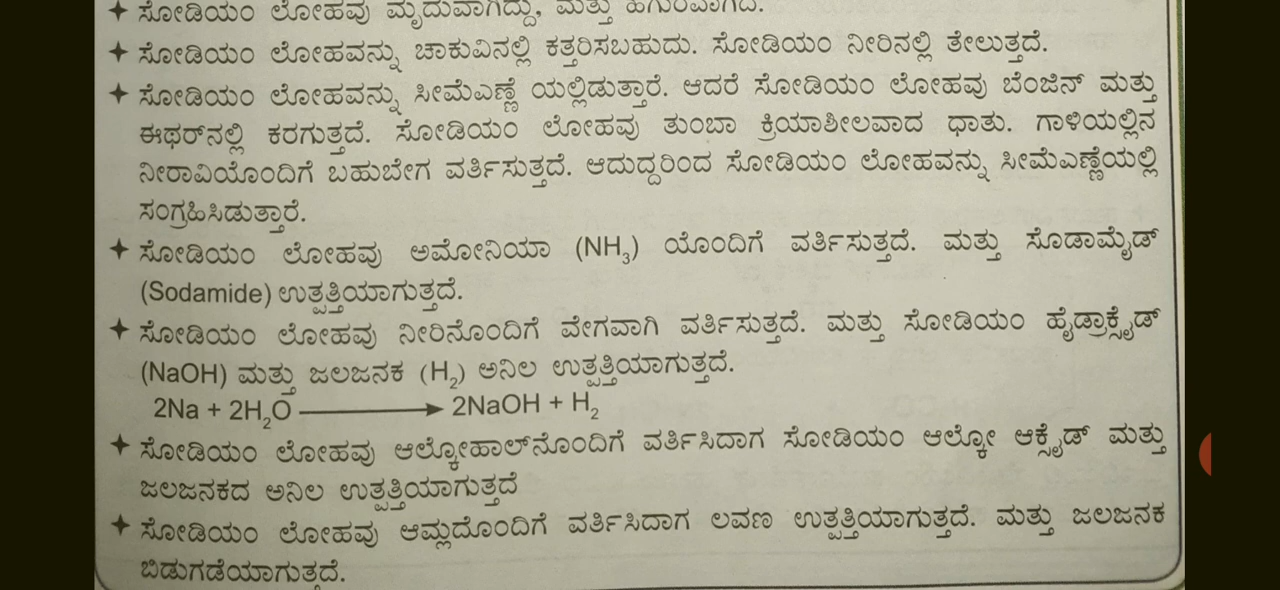 ✦ ಸೋಡಿಯಂ ಲೋಹವು ಮೃದುವಾಗಿದ್ದು, ಮತ್ತು ಹಗುರವಾಗಿದೆ.
✦ ಸೋಡಿಯಂ ಲೋಹವನ್ನು ಚಾಕುವಿನಲ್ಲಿ ಕತ್ತರಿಸಬಹುದು. ಸೋಡಿಯಂ ನೀರಿನಲ್ಲಿ ತೇಲುತ್ತದೆ.
✦ ಸೋಡಿಯಂ ಲೋಹವನ್ನು ಸೀಮೆಎಣ್ಣೆ ಯಲ್ಲಿಡುತ್ತಾರೆ. ಆದರೆ ಸೋಡಿಯಂ ಲೋಹವು ಬೆಂಜಿನ್ ಮತ್ತು
ಈಥರ್‌ನಲ್ಲಿ ಕರಗುತ್ತದೆ. ಸೋಡಿಯಂ ಲೋಹವು ತುಂಬಾ ಕ್ರಿಯಾಶೀಲವಾದ ಧಾತು. ಗಾಳಿಯಲ್ಲಿನ
ನೀರಾವಿಯೊಂದಿಗೆ ಬಹುಬೇಗ ವರ್ತಿಸುತ್ತದೆ. ಆದುದ್ದರಿಂದ ಸೋಡಿಯಂ ಲೋಹವನ್ನು ಸೀಮೆಎಣ್ಣೆಯಲ್ಲಿ
ಸಂಗ್ರಹಿಸಿಡುತ್ತಾರೆ.
✦ ಸೋಡಿಯಂ ಲೋಹವು ಅಮೋನಿಯಾ (NH₃) ಯೊಂದಿಗೆ ವರ್ತಿಸುತ್ತದೆ. ಮತ್ತು ಸೊಡಾಮೈಡ್
(Sodamide) ಉತ್ಪತ್ತಿಯಾಗುತ್ತದೆ.
✦ ಸೋಡಿಯಂ ಲೋಹವು ನೀರಿನೊಂದಿಗೆ ವೇಗವಾಗಿ ವರ್ತಿಸುತ್ತದೆ. ಮತ್ತು ಸೋಡಿಯಂ ಹೈಡ್ರಾಕ್ಸೈಡ್
(NaOH) ಮತ್ತು ಜಲಜನಕ (H₂) ಅನಿಲ ಉತ್ಪತ್ತಿಯಾಗುತ್ತದೆ.
2Na + 2H₂O ⟶ 2NaOH + H₂
✦ ಸೋಡಿಯಂ ಲೋಹವು ಆಲ್ಕೋಹಾಲ್‌ನೊಂದಿಗೆ ವರ್ತಿಸಿದಾಗ ಸೋಡಿಯಂ ಆಲ್ಕೋ ಆಕ್ಸೈಡ್ ಮತ್ತು
ಜಲಜನಕದ ಅನಿಲ ಉತ್ಪತ್ತಿಯಾಗುತ್ತದೆ
✦ ಸೋಡಿಯಂ ಲೋಹವು ಆಮ್ಲದೊಂದಿಗೆ ವರ್ತಿಸಿದಾಗ ಲವಣ ಉತ್ಪತ್ತಿಯಾಗುತ್ತದೆ. ಮತ್ತು ಜಲಜನಕ
ಬಿಡುಗಡೆಯಾಗುತ್ತದೆ.